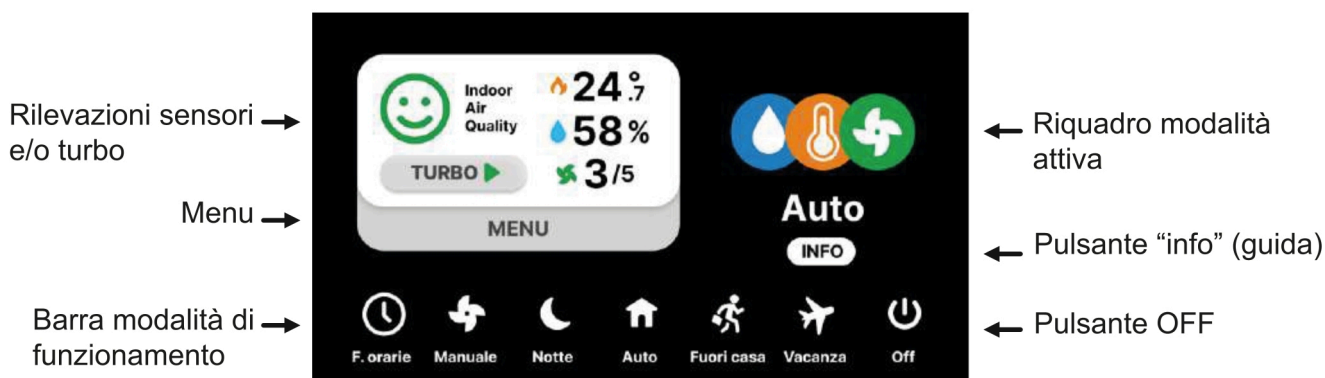 Rilevazioni sensori
e/o turbo
Menu
Barra modalità di
funzionamento
Indoor
Air
Quality
24°.7
58%
TURBO
3/5
MENU
Auto
INFO
F. orarie Manuale Notte Auto Fuori casa Vacanza Off
Riquadro modalità
attiva
Pulsante “info” (guida)
Pulsante OFF